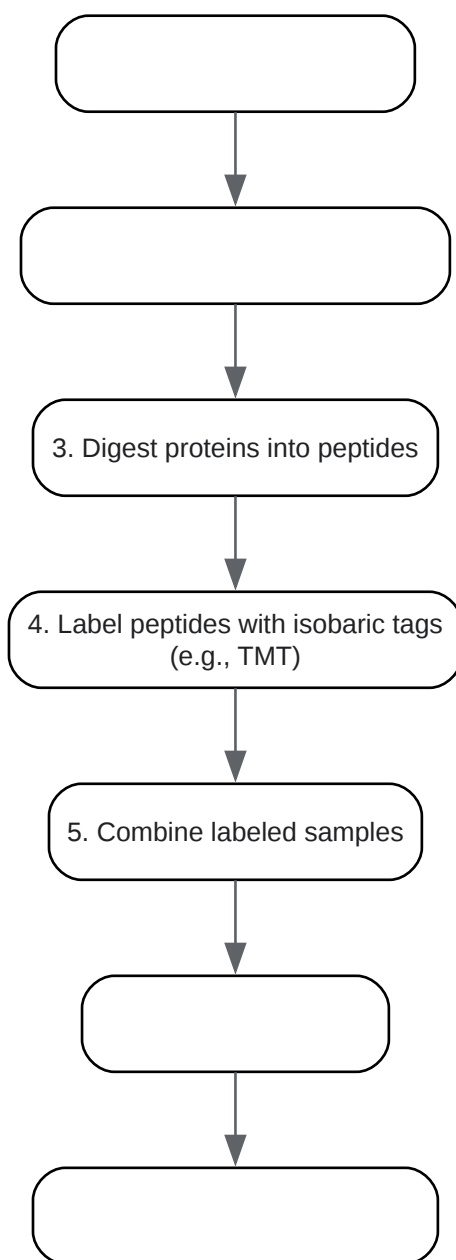 3. Digest proteins into peptides
4. Label peptides with isobaric tags
(e.g., TMT)
5. Combine labeled samples